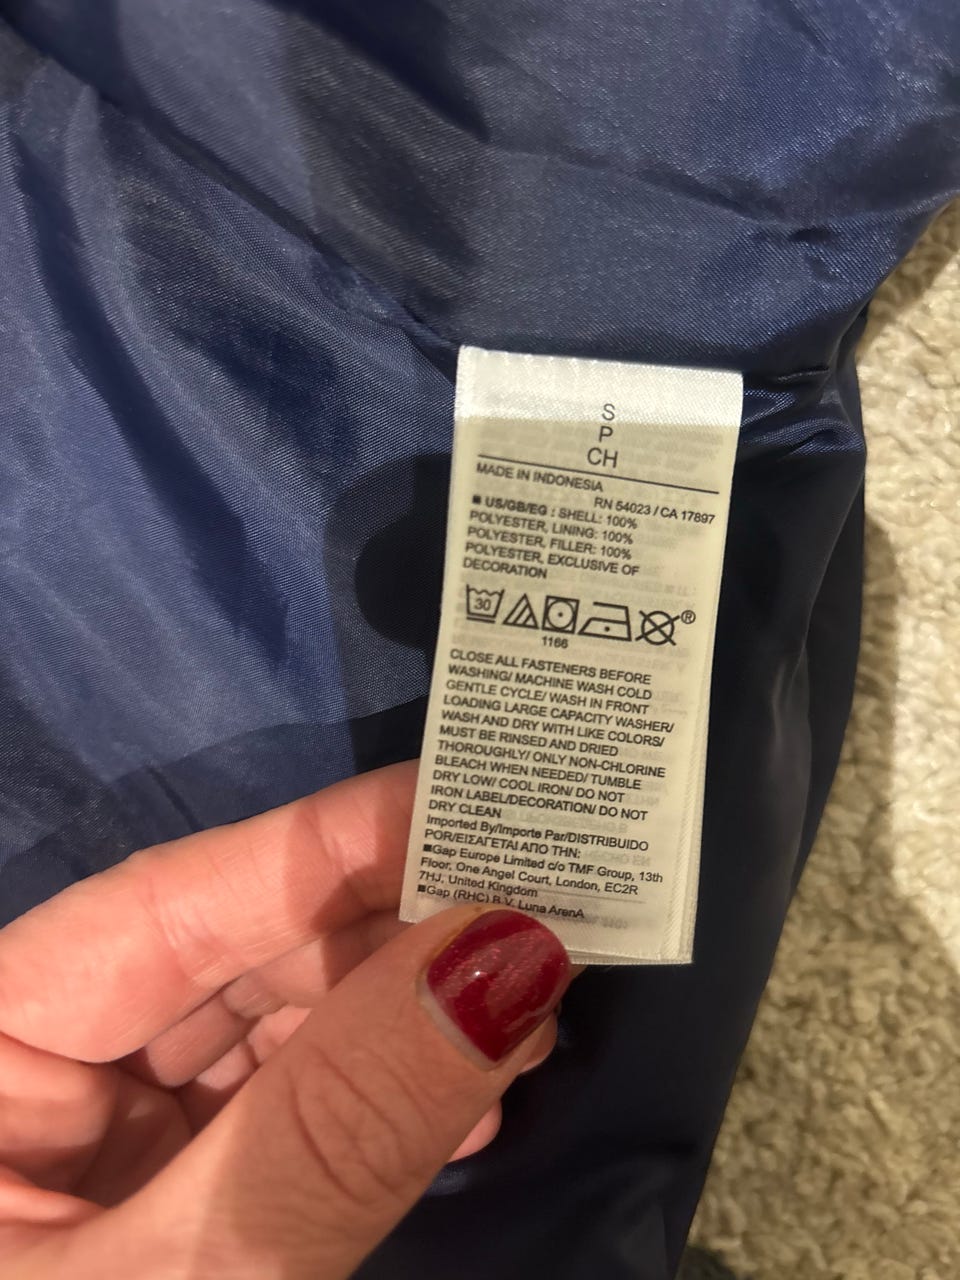 S
P
CH
MADE IN INDONESIA
RN 54023 / CA 17897
■ US/GB/EG : SHELL: 100%
POLYESTER, LINING: 100%
POLYESTER, FILLER: 100%
POLYESTER, EXCLUSIVE OF
DECORATION
30
®
1166
CLOSE ALL FASTENERS BEFORE
WASHING/ MACHINE WASH COLD
GENTLE CYCLE/ WASH IN FRONT
LOADING LARGE CAPACITY WASHER/
WASH AND DRY WITH LIKE COLORS/
MUST BE RINSED AND DRIED
THOROUGHLY/ ONLY NON-CHLORINE
BLEACH WHEN NEEDED/ TUMBLE
DRY LOW/ COOL IRON/ DO NOT
IRON LABEL/DECORATION/ DO NOT
DRY CLEAN
Imported By/Importe Par/DISTRIBUIDO
POR/ΕΙΣΑΓΕΤΑΙ ΑΠΟ ΤΗΝ:
■Gap Europe Limited c/o TMF Group, 13th
Floor, One Angel Court, London, EC2R
7HJ, United Kingdom
■Gap (RHC) B.V. Luna ArenA